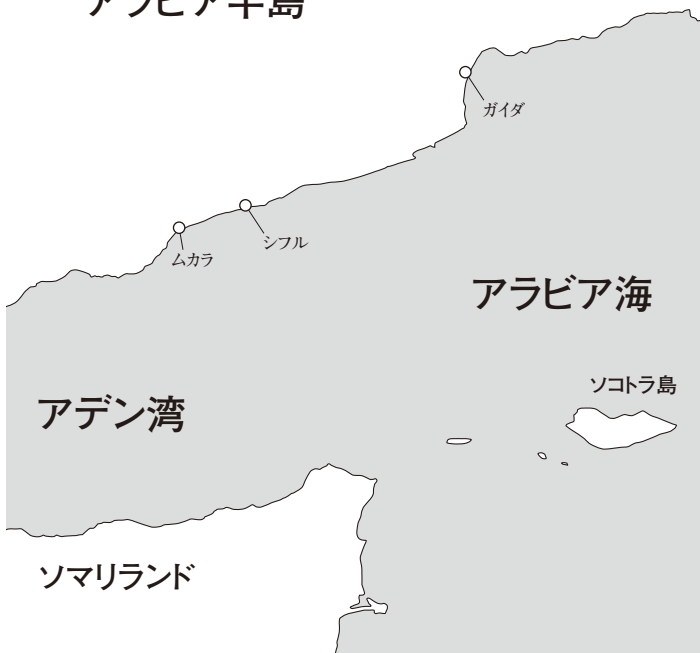 アラビア半島
ガイダ
シフル
ムカラ
アラビア海
ソコトラ島
アデン湾
ソマリランド